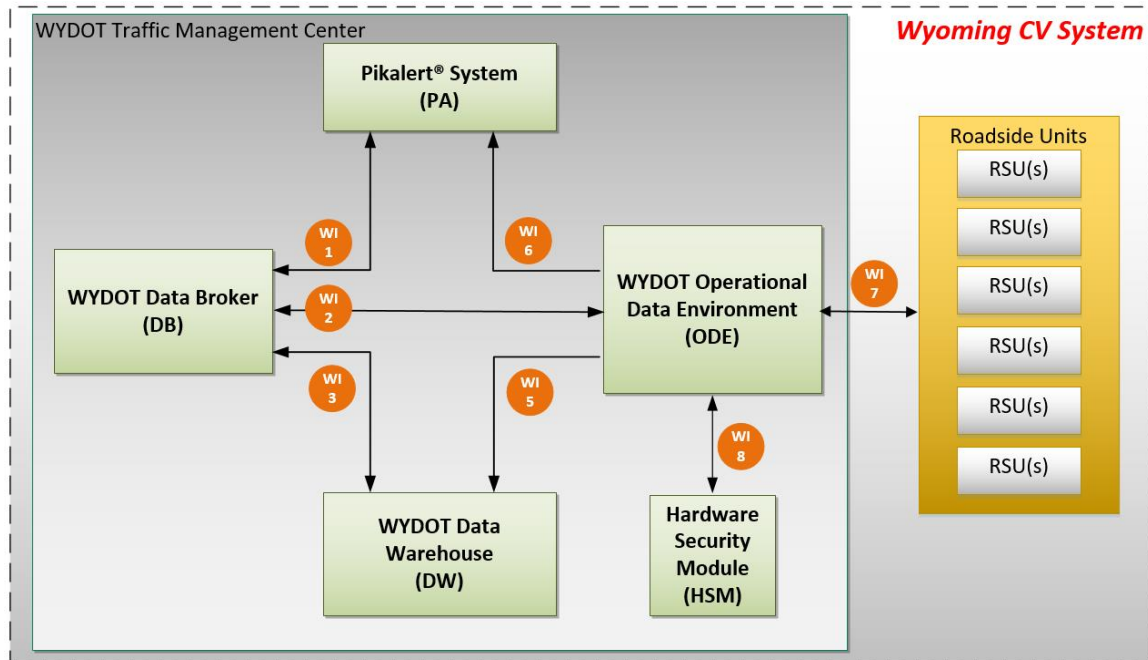 WYDOT Traffic Management Center
Wyoming CV System
Pikalert® System
(PA)
Roadside Units
RSU(s)
RSU(s)
RSU(s)
RSU(s)
RSU(s)
RSU(s)
WI
1
WI
6
WYDOT Data Broker
(DB)
WI
2
WYDOT Operational
Data Environment
(ODE)
WI
7
WI
3
WI
5
WI
8
WYDOT Data
Warehouse
(DW)
Hardware
Security
Module
(HSM)